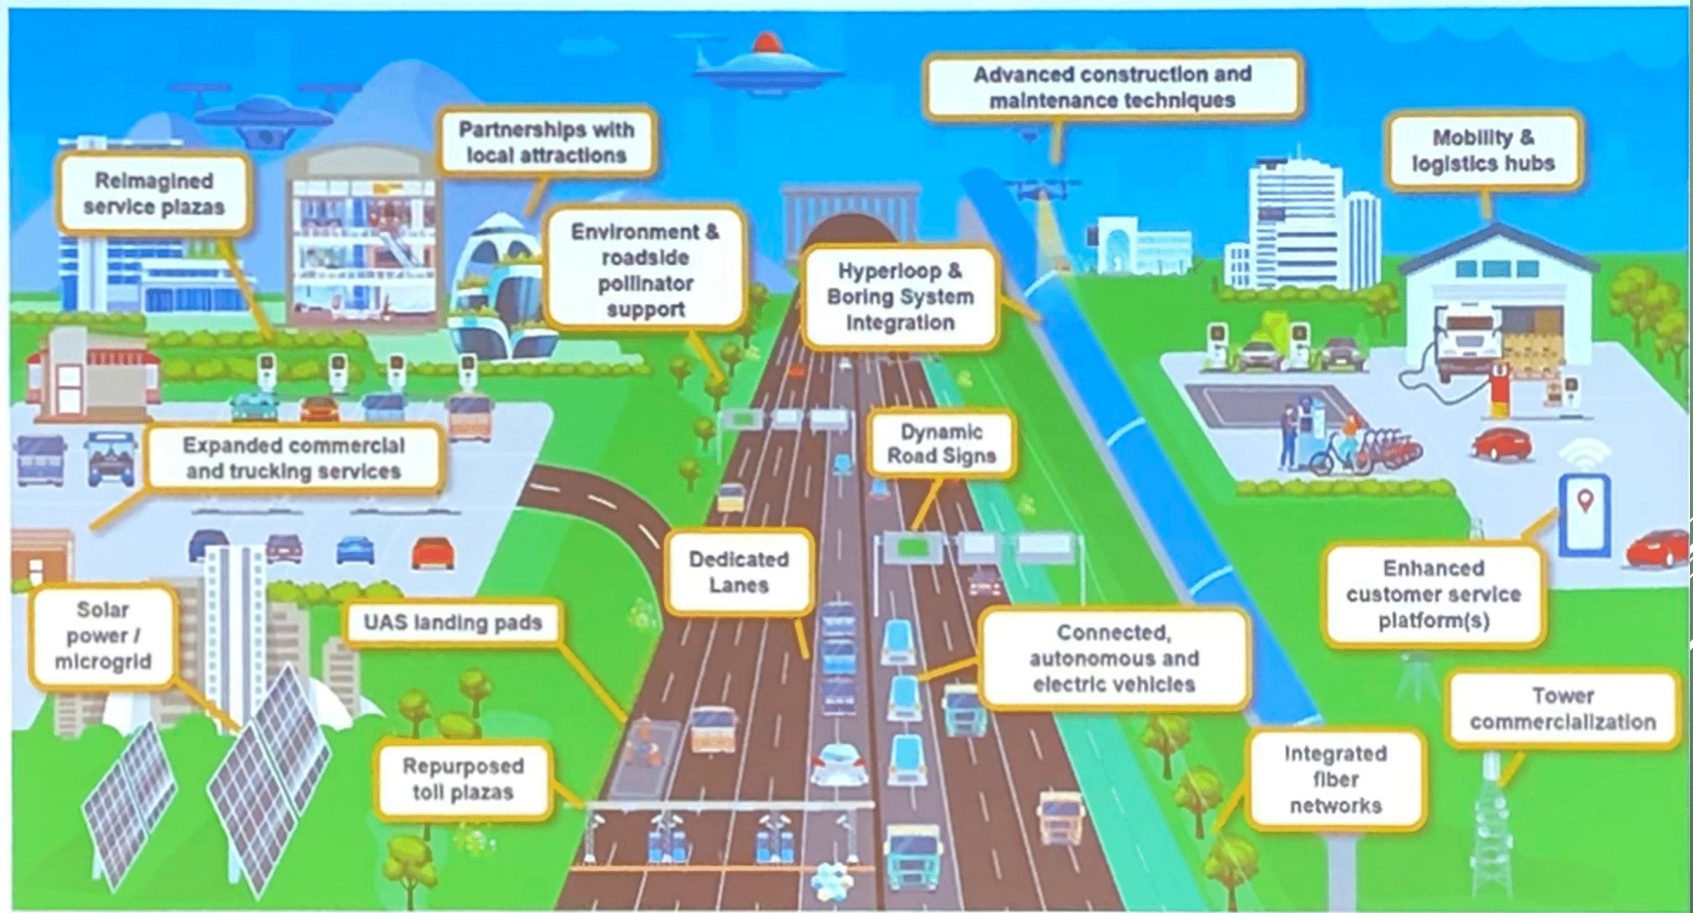 Advanced construction and
maintenance techniques
Partnerships with
local attractions
Mobility &
logistics hubs
Reimagined
service plazas
Environment &
roadside
pollinator
support
Hyperloop &
Boring System
Integration
Expanded commercial
and trucking services
Dynamic
Road Signs
Dedicated
Lanes
Enhanced
customer service
platform(s)
Solar
power /
microgrid
UAS landing pads
Connected,
autonomous and
electric vehicles
Tower
commercialization
Repurposed
toll plazas
Integrated
fiber
networks